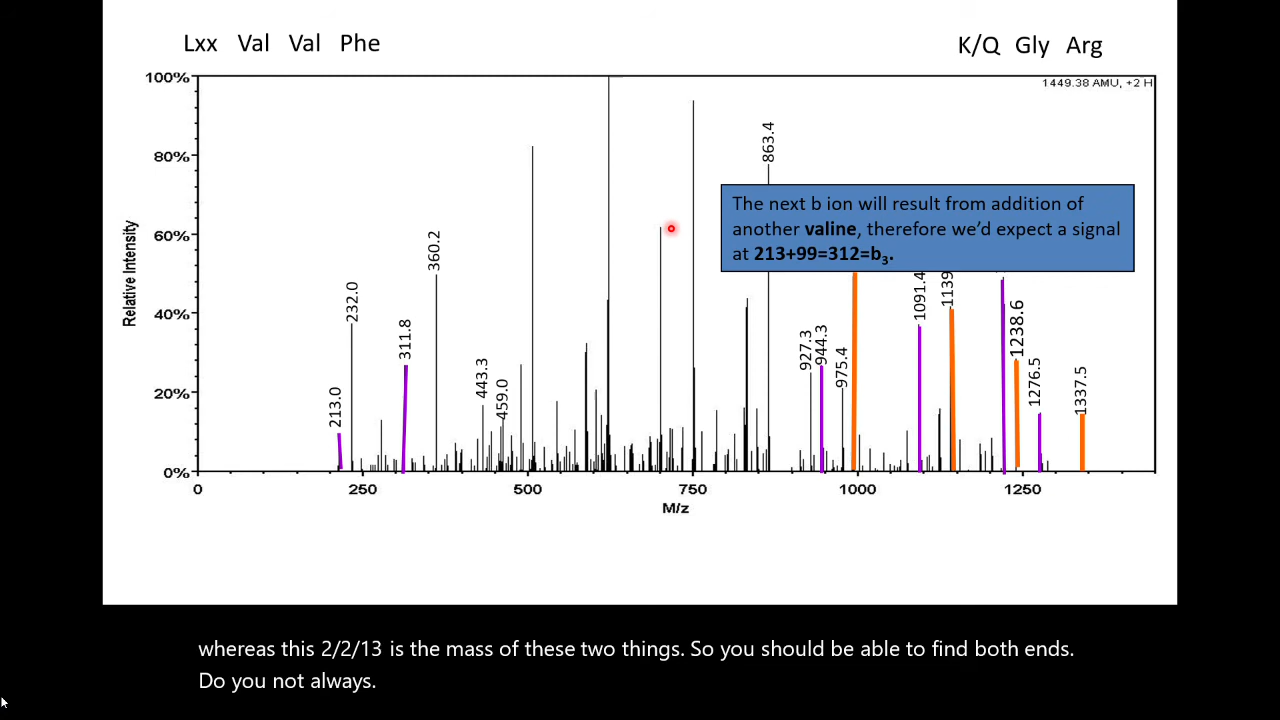 Lxx Val Val Phe K/Q Gly Arg
100%
1449.38 AMU, +2 H
863.4
80%
The next b ion will result from addition of
another valine, therefore we'd expect a signal
at 213+99=312=b3.
60%
360.2
Relative Intensity
232.0
40%
311.8
1091.4
1139
1238.6
443.3
459.0
927.3
944.3
975.4
1276.5
1337.5
213.0
20%
0%
0 250 500 750 1000 1250
M/z
whereas this 2/2/13 is the mass of these two things. So you should be able to find both ends.
Do you not always.